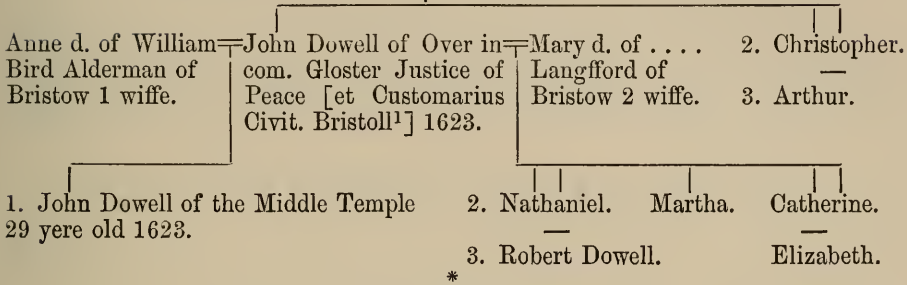 Anne d. of William
Bird Alderman of
Bristow 1 wiffe.
John Dowell of Over in
com. Gloster Justice of
Peace [et Customarius
Civit. Bristoll¹] 1623.
Mary d. of . . . .
Langfford of
Bristow 2 wiffe.
2. Christopher.
—
3. Arthur.
1. John Dowell of the Middle Temple
29 yere old 1623.
2. Nathaniel.
—
3. Robert Dowell.
Martha.
Catherine.
—
Elizabeth.
*